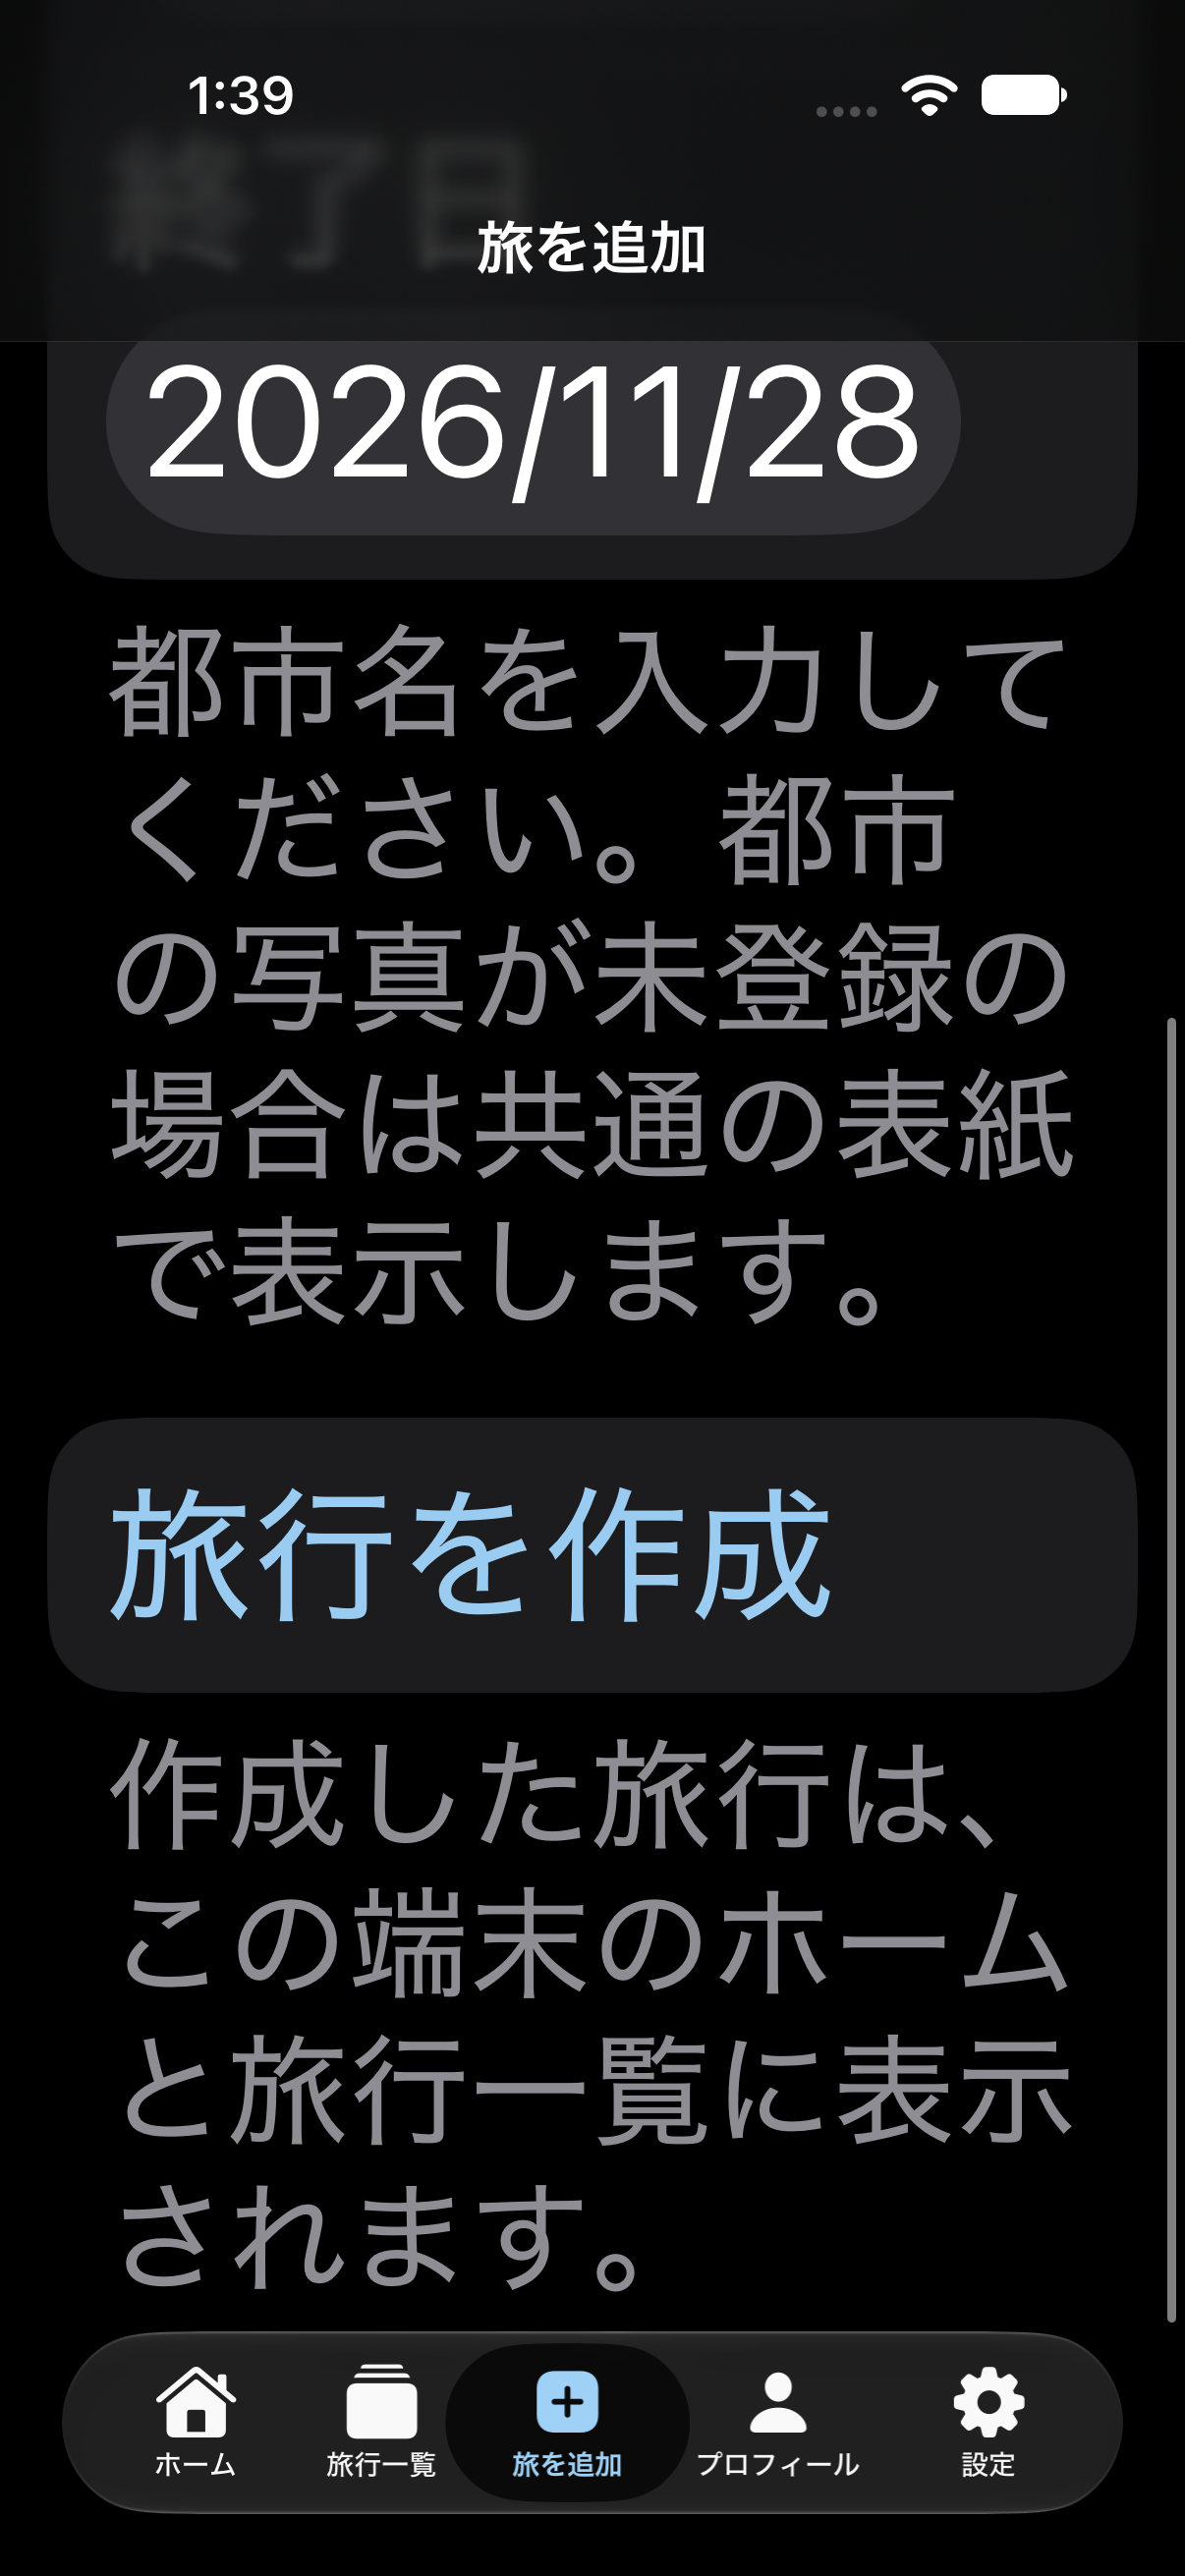 1:39
終了日
旅を追加
2026/11/28
都市名を入力して
ください。都市
の写真が未登録の
場合は共通の表紙
で表示します。
旅行を作成
作成した旅行は、
この端末のホーム
と旅行一覧に表示
されます。
ホーム
旅行一覧
旅を追加
プロフィール
設定